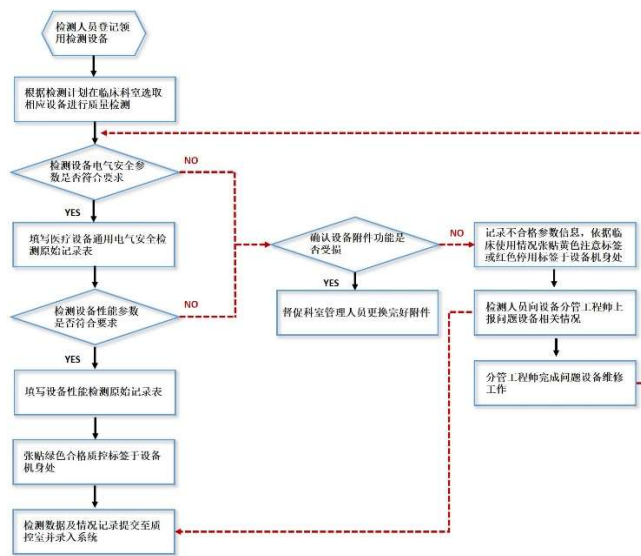 检测人员登记领
用检测设备
根据检测计划在临床科室选取
相应设备进行质量检测
检测设备电气安全参
数是否符合要求
NO
YES
填写医疗设备通用电气安全检
测原始记录表
检测设备性能参数
是否符合要求
NO
YES
填写设备性能检测原始记录表
张贴绿色合格质控标签于设备
机身处
检测数据及情况记录提交至质
控室并录入系统
确认设备附件功能是
否受损
NO
YES
督促科室管理人员更换完好附件
记录不合格参数信息，依据临
床使用情况张贴黄色注意标签
或红色停用标签于设备机身处
检测人员向设备分管工程师上
报问题设备相关情况
分管工程师完成问题设备维修
工作